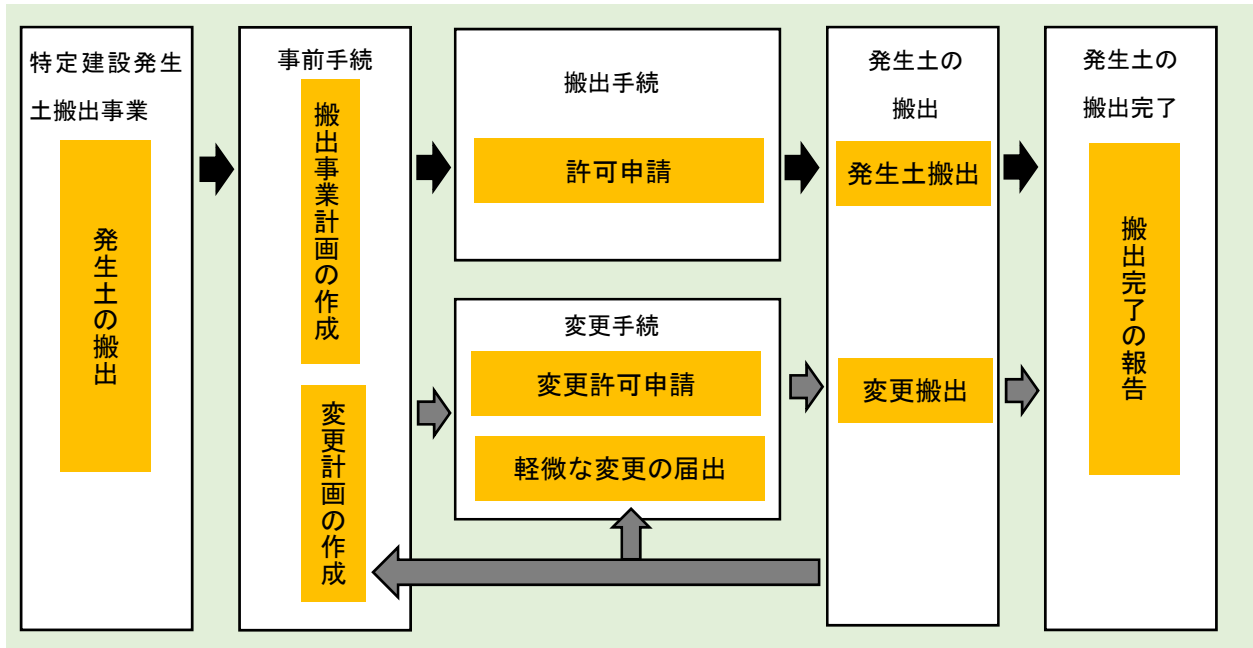 特定建設発生
土搬出事業
発生土の搬出
事前手続
搬出事業計画の作成
変更計画の作成
搬出手続
許可申請
変更手続
変更許可申請
軽微な変更の届出
発生土の
搬出
発生土搬出
変更搬出
発生土の
搬出完了
搬出完了の報告